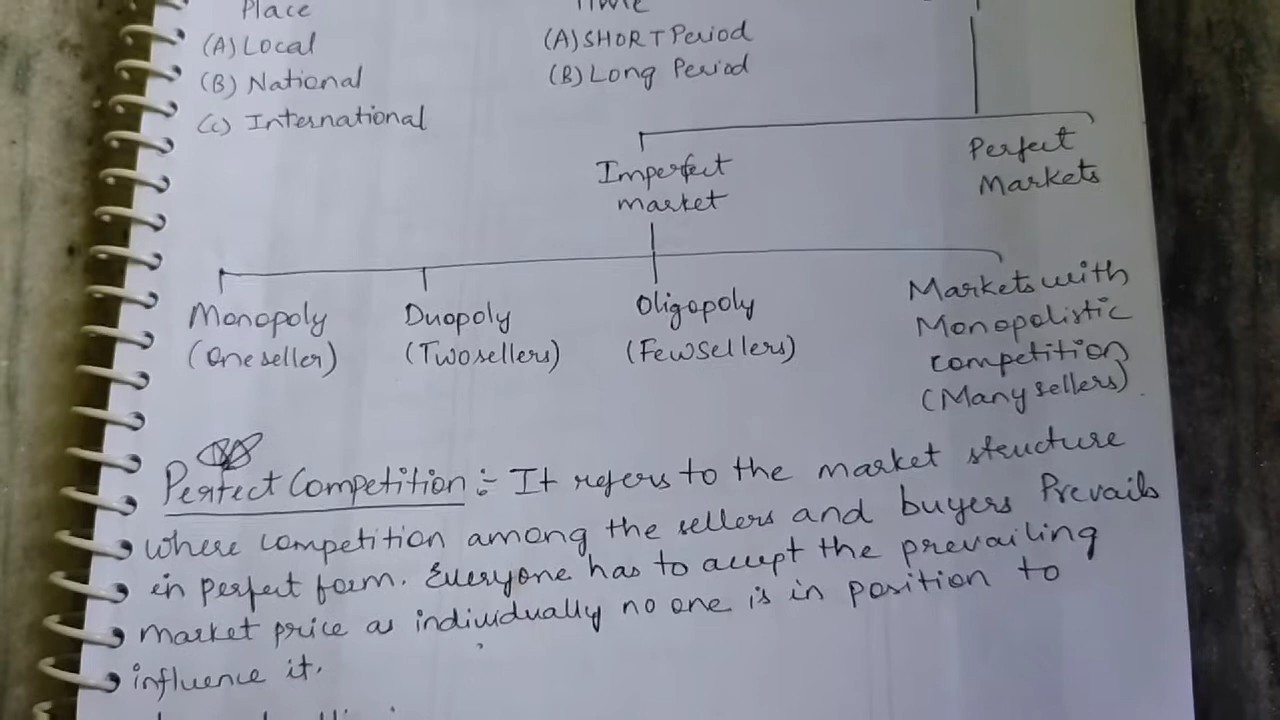 Place
(A) Local
(B) National
(C) International
TIME
(A) SHORT Period
(B) Long Period
Imperfect
market
Perfect
Markets
Monopoly
(One seller)
Duopoly
(Two sellers)
Oligopoly
(Few sellers)
Markets with
Monopolistic
competition
(Many sellers)
Perfect Competition :- It refers to the market structure
where competition among the sellers and buyers Prevails
in perfect form. Everyone has to accept the prevailing
market price as individually no one is in position to
influence it.